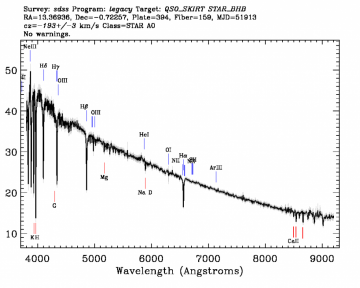 Survey: sdss Program: legacy Target: QSO_SKIRT STAR_BHB
RA=13.36936, Dec=-0.72257, Plate=394, Fiber=159, MJD=51913
cz=-193+/-3 km/s Class=STAR A0
No warnings.
NeIII
Hδ Hγ
OIII
Hβ OIII
HeI
OI Hα
NII
ArIII
50
40
30
20
10
K H G Mg Na D CaII
4000 5000 6000 7000 8000 9000
Wavelength (Angstroms)